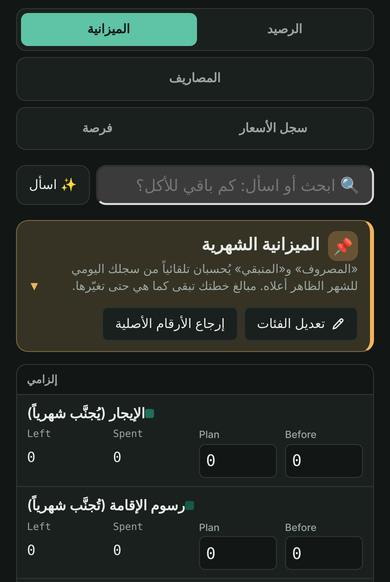 الرصيد
الميزانية
المصاريف
سجل الأسعار
فرصة
ابحث أو اسأل: كم باقي للأكل؟
اسأل ✨
الميزانية الشهرية
«المصروف» و«المتبقي» يُحسبان تلقائياً من سجلك اليومي
للشهر الظاهر أعلاه. مبالغ خطتك تبقى كما هي حتى تغيّرها.
تعديل الفئات
إرجاع الأرقام الأصلية
إلزامي
الإيجار (يُجنَّب شهرياً)
Left Spent Plan Before
0 0 0 0
رسوم الإقامة (تُجنَّب شهرياً)
Left Spent Plan Before
0 0 0 0